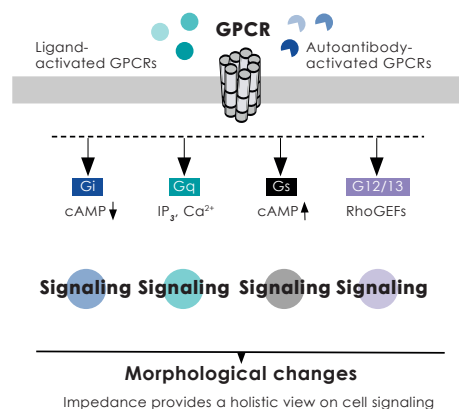 GPCR
Ligand-
activated GPCRs
Autoantibody-
activated GPCRs
Gi
Gq
Gs
G12/13
cAMP
IP₃, Ca²⁺
cAMP
RhoGEFs
Signaling
Signaling
Signaling
Signaling
Morphological changes
Impedance provides a holistic view on cell signaling